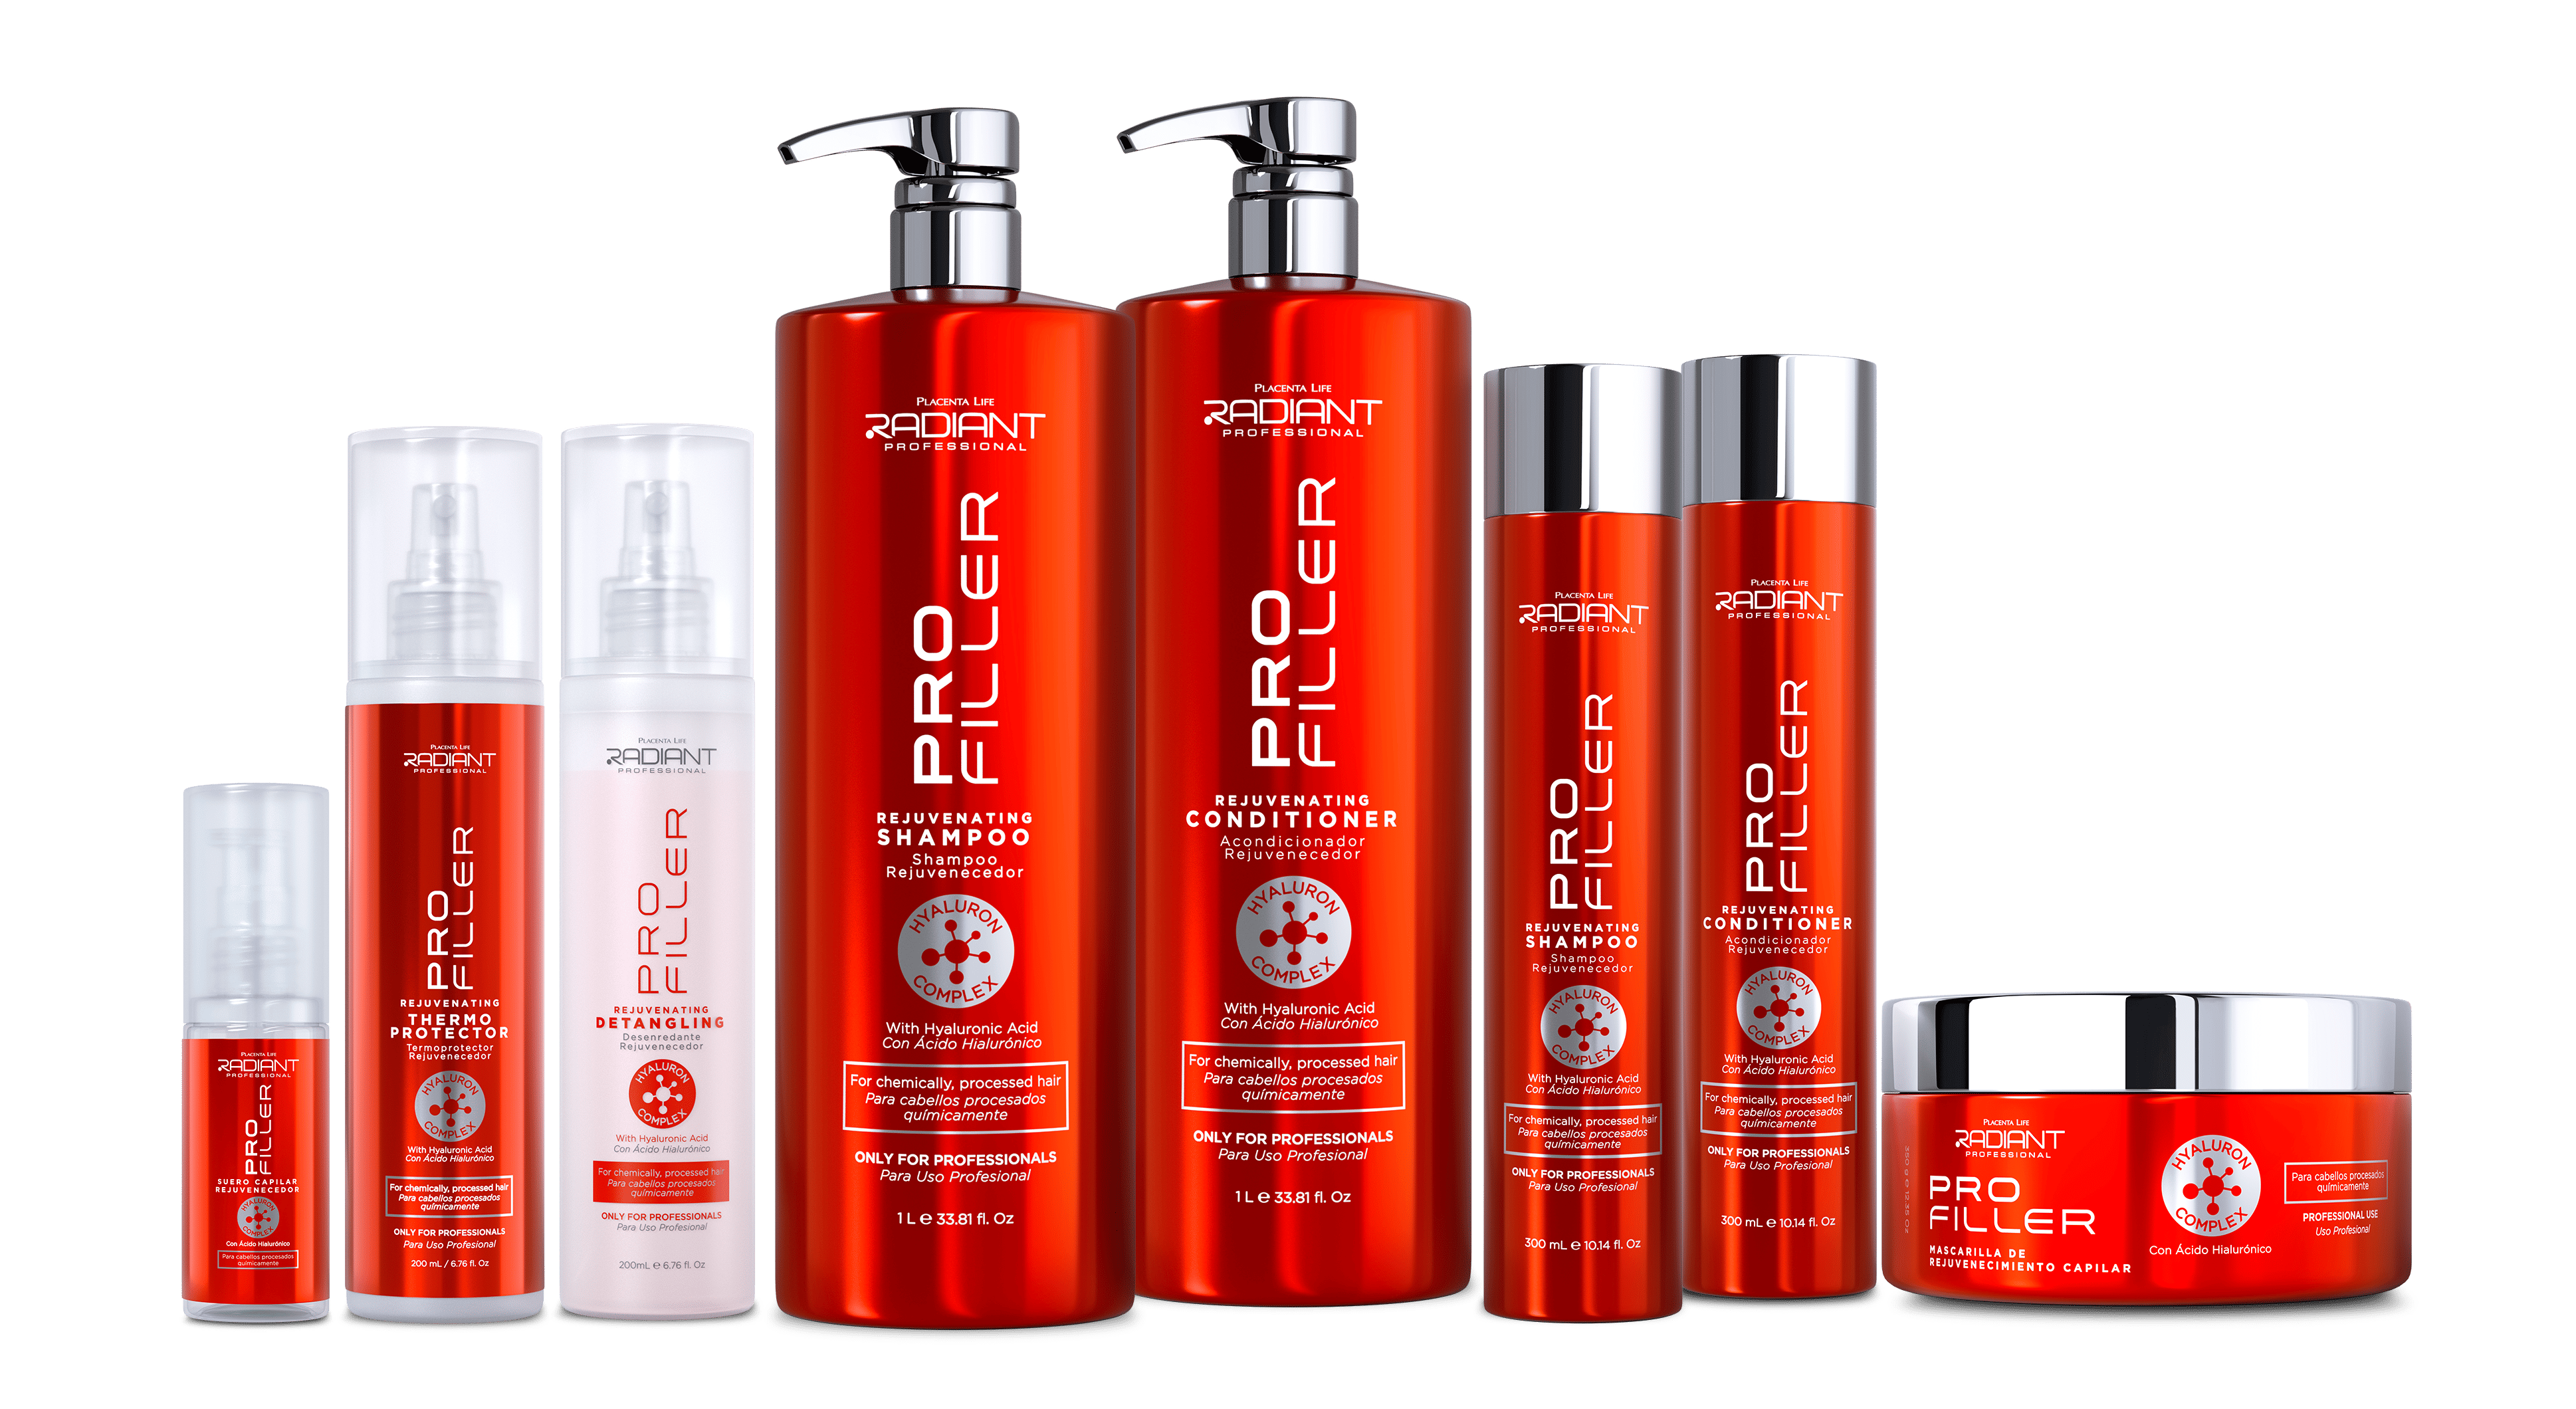 PLACENTA LIFE
RADIANT
PROFESSIONAL
PRO
FILLER
SUERO CAPILAR
REJUVENECEDOR
HYALURON
COMPLEX
Con Ácido Hialurónico
Para cabellos procesados
químicamente
PLACENTA LIFE
RADIANT
PROFESSIONAL
PRO
FILLER
REJUVENATING
THERMO
PROTECTOR
Termoprotector
Rejuvenecedor
HYALURON
COMPLEX
With Hyaluronic Acid
Con Ácido Hialurónico
For chemically, processed hair
Para cabellos procesados
químicamente
ONLY FOR PROFESSIONALS
Para Uso Profesional
200 mL / 6.76 fl. Oz
PLACENTA LIFE
RADIANT
PROFESSIONAL
PRO
FILLER
REJUVENATING
DETANGLING
Desenredante
Rejuvenecedor
HYALURON
COMPLEX
With Hyaluronic Acid
Con Ácido Hialurónico
For chemically, processed hair
Para cabellos procesados
químicamente
ONLY FOR PROFESSIONALS
Para Uso Profesional
200mL ℮ 6.76 fl. Oz
PLACENTA LIFE
RADIANT
PROFESSIONAL
PRO
FILLER
REJUVENATING
SHAMPOO
Shampoo
Rejuvenecedor
HYALURON
COMPLEX
With Hyaluronic Acid
Con Ácido Hialurónico
For chemically, processed hair
Para cabellos procesados
químicamente
ONLY FOR PROFESSIONALS
Para Uso Profesional
1 L ℮ 33.81 fl. Oz
PLACENTA LIFE
RADIANT
PROFESSIONAL
PRO
FILLER
REJUVENATING
CONDITIONER
Acondicionador
Rejuvenecedor
HYALURON
COMPLEX
With Hyaluronic Acid
Con Ácido Hialurónico
For chemically, processed hair
Para cabellos procesados
químicamente
ONLY FOR PROFESSIONALS
Para Uso Profesional
1 L ℮ 33.81 fl. Oz
PLACENTA LIFE
RADIANT
PROFESSIONAL
PRO
FILLER
REJUVENATING
SHAMPOO
Shampoo
Rejuvenecedor
HYALURON
COMPLEX
With Hyaluronic Acid
Con Ácido Hialurónico
For chemically, processed hair
Para cabellos procesados
químicamente
ONLY FOR PROFESSIONALS
Para Uso Profesional
300 mL ℮ 10.14 fl. Oz
PLACENTA LIFE
RADIANT
PROFESSIONAL
PRO
FILLER
REJUVENATING
CONDITIONER
Acondicionador
Rejuvenecedor
HYALURON
COMPLEX
With Hyaluronic Acid
Con Ácido Hialurónico
For chemically, processed hair
Para cabellos procesados
químicamente
ONLY FOR PROFESSIONALS
Para Uso Profesional
300 mL ℮ 10.14 fl. Oz
350 g ℮ 12.35 Oz
PLACENTA LIFE
RADIANT
PROFESSIONAL
PRO
FILLER
MASCARILLA DE
REJUVENECIMIENTO CAPILAR
HYALURON
COMPLEX
Con Ácido Hialurónico
Para cabellos procesados
químicamente
PROFESSIONAL USE
Uso Profesional